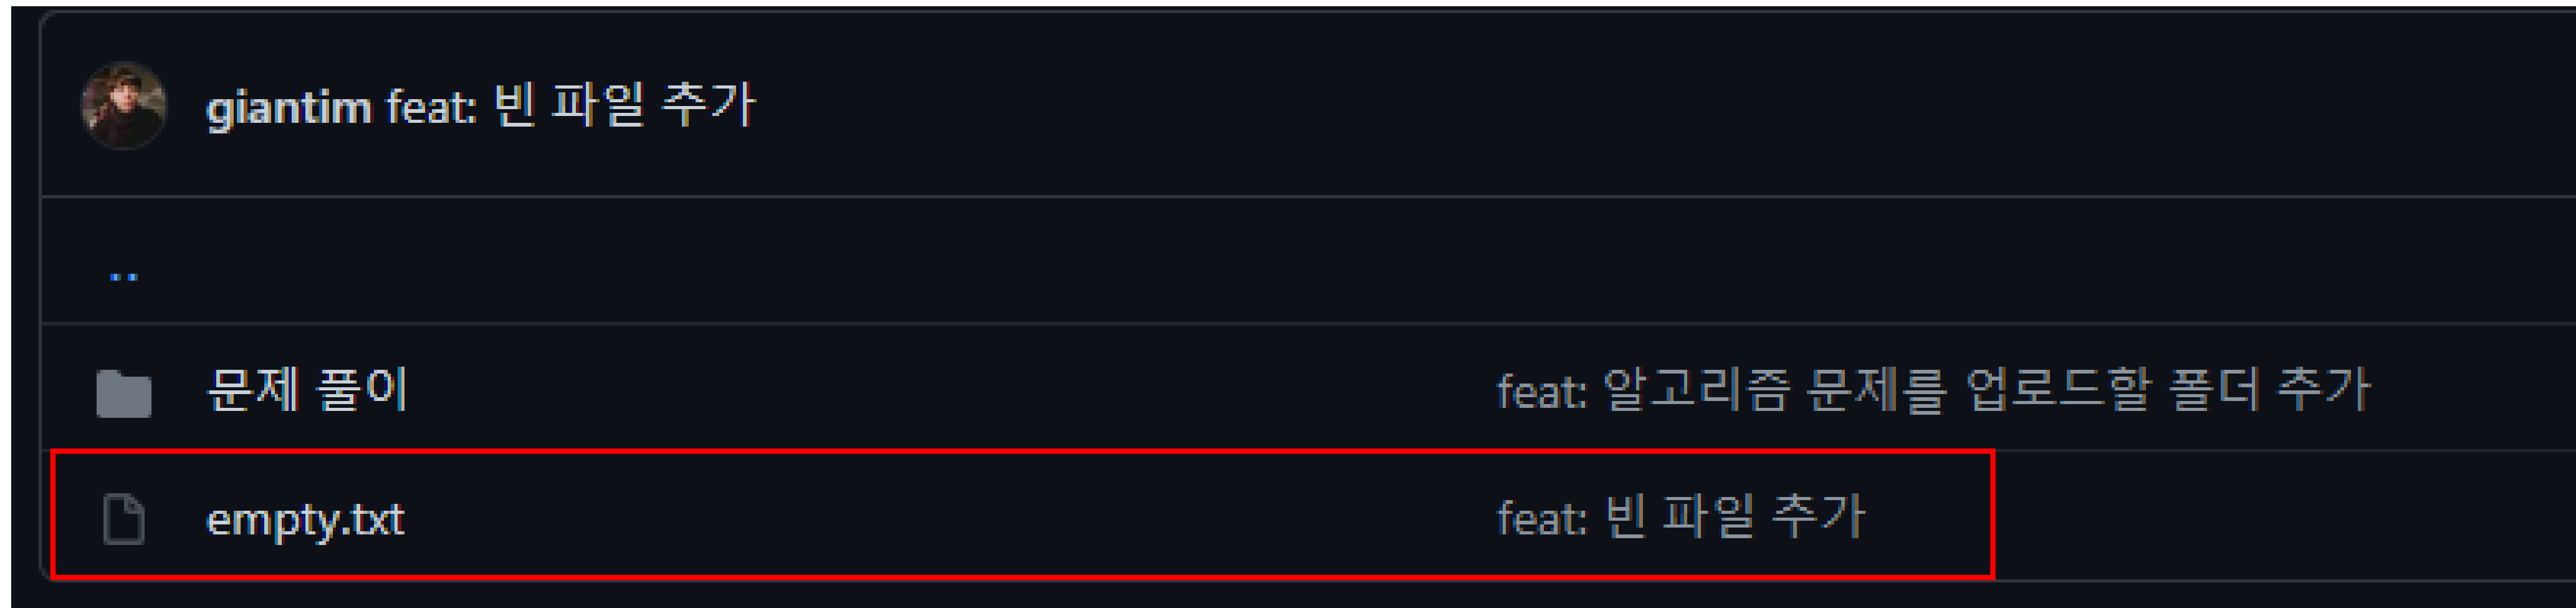 giantim feat: 빈 파일 추가
..
문제 풀이 feat: 알고리즘 문제를 업로드할 폴더 추가
empty.txt feat: 빈 파일 추가